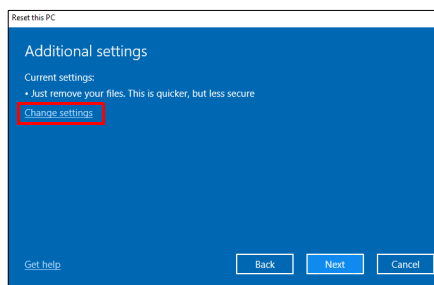 Reset this PC
Additional settings
Current settings:
• Just remove your files. This is quicker, but less secure
Change settings
Get help
Back
Next
Cancel